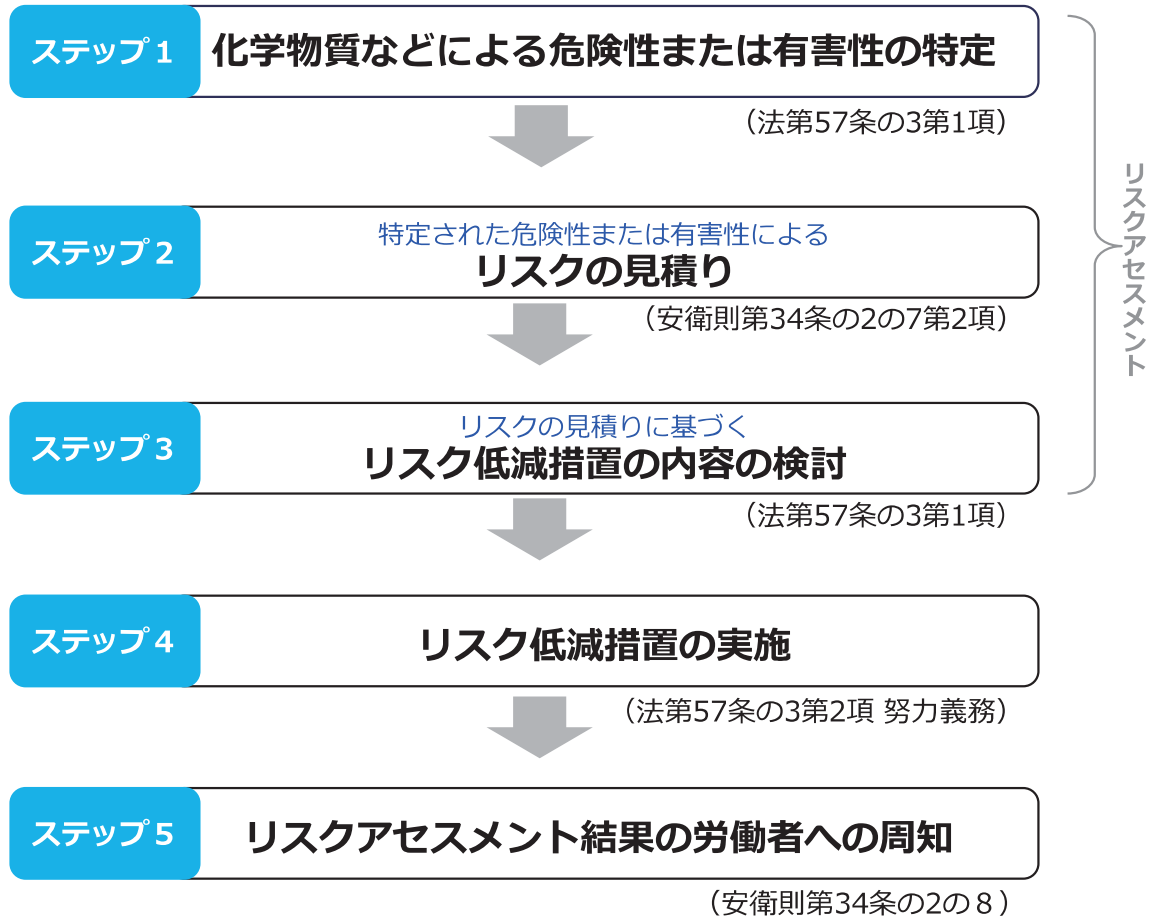 ステップ1
化学物質などによる危険性または有害性の特定
（法第57条の3第1項）
ステップ2
特定された危険性または有害性による
リスクの見積り
（安衛則第34条の2の7第2項）
ステップ3
リスクの見積りに基づく
リスク低減措置の内容の検討
（法第57条の3第1項）
リスクアセスメント
ステップ4
リスク低減措置の実施
（法第57条の3第2項 努力義務）
ステップ5
リスクアセスメント結果の労働者への周知
（安衛則第34条の2の８）